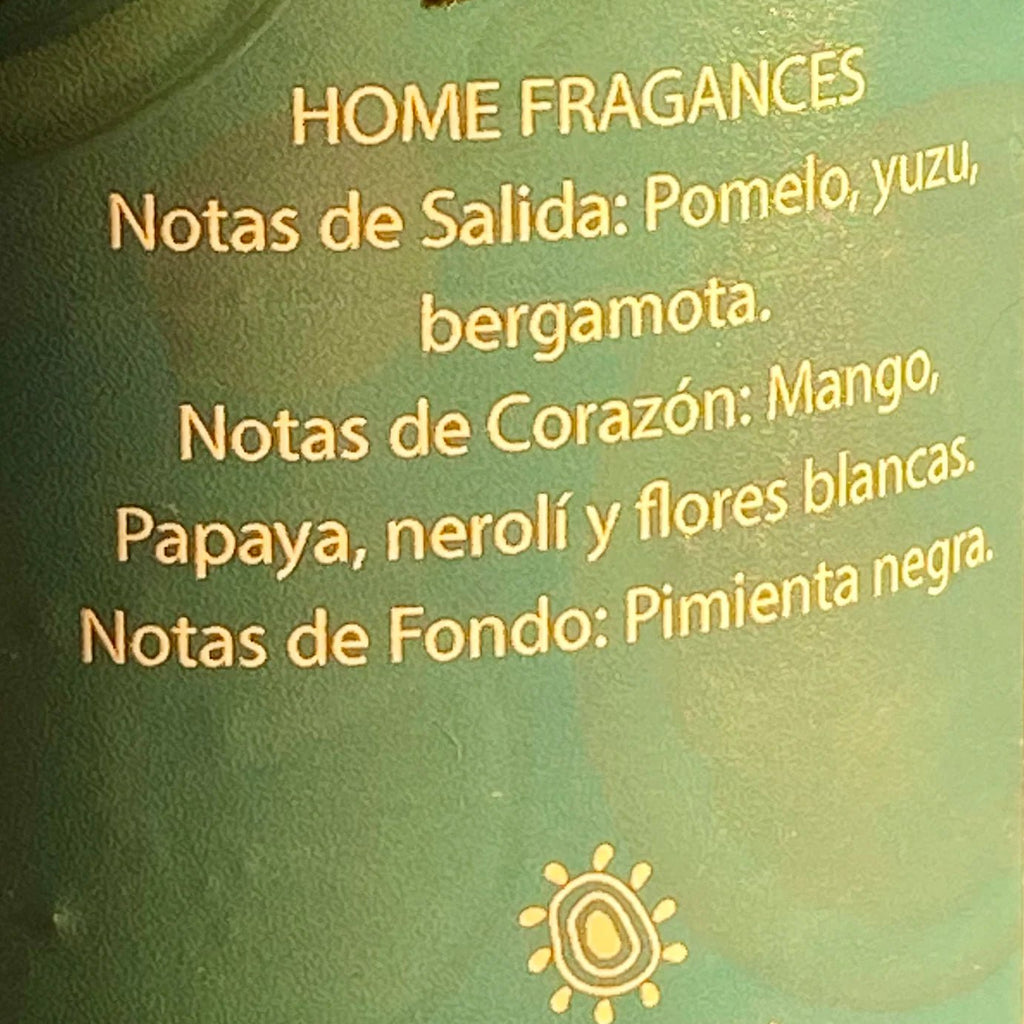 HOME FRAGANCES
Notas de Salida: Pomelo, yuzu,
bergamota.
Notas de Corazón: Mango,
Papaya, nerolí y flores blancas.
Notas de Fondo: Pimienta negra.